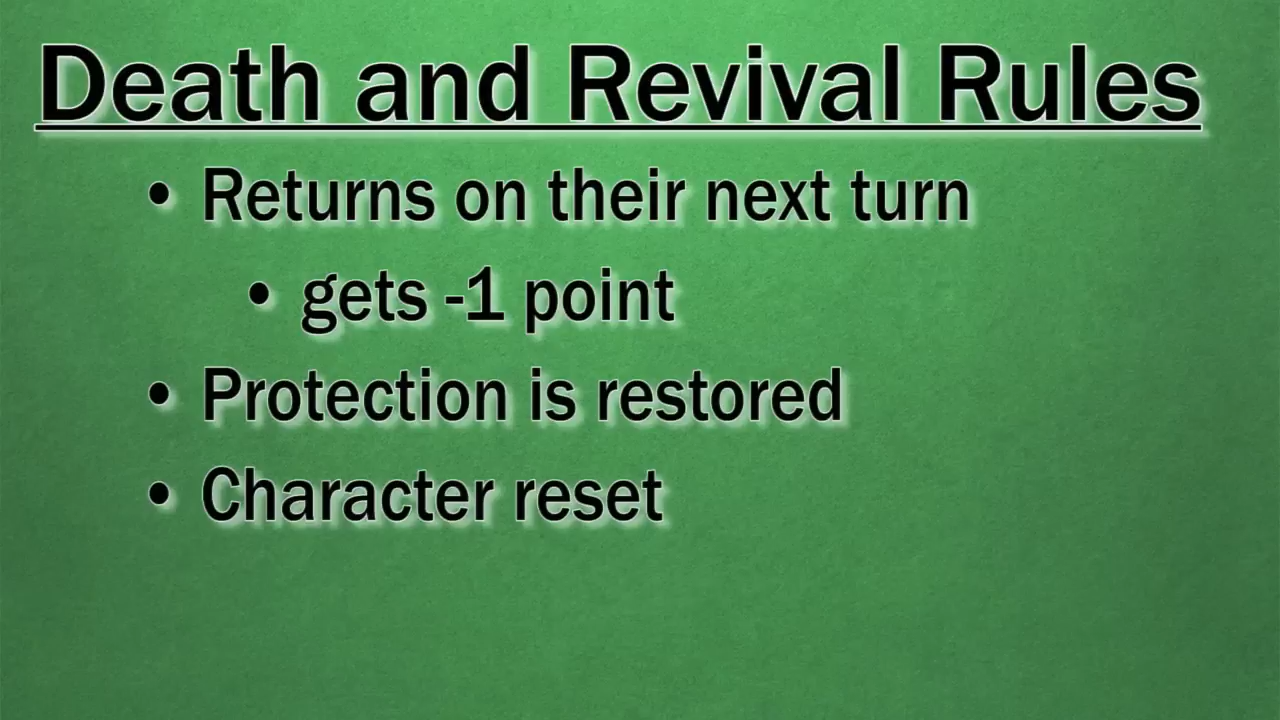 Death and Revival Rules
• Returns on their next turn
• gets -1 point
• Protection is restored
• Character reset